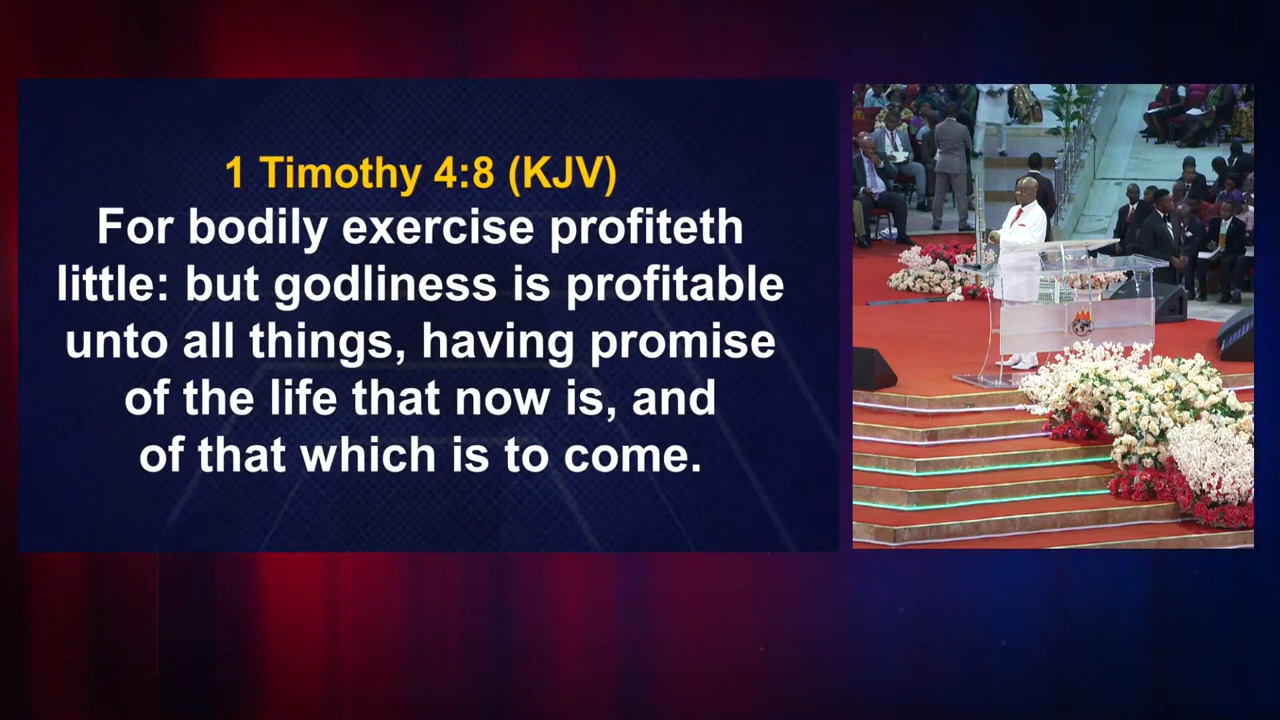 1 Timothy 4:8 (KJV)
For bodily exercise profiteth
little: but godliness is profitable
unto all things, having promise
of the life that now is, and
of that which is to come.